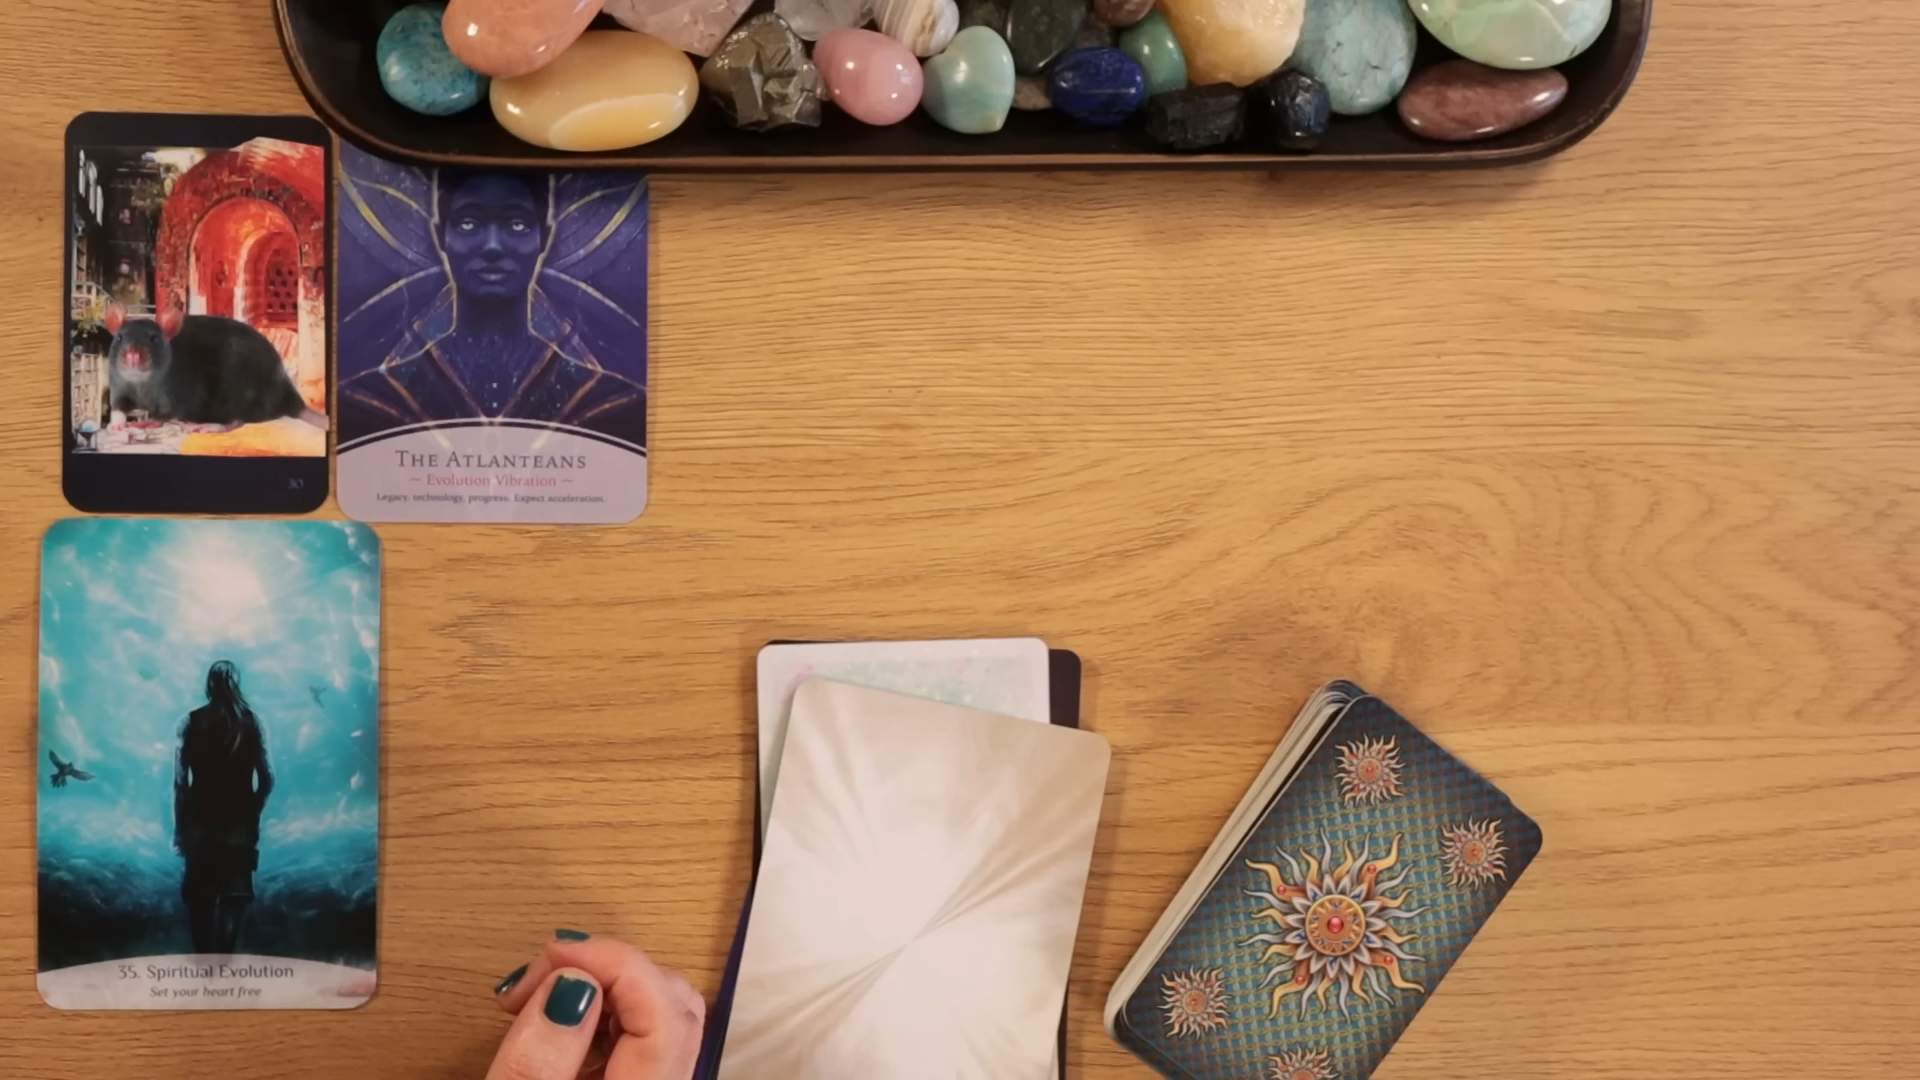 30
THE ATLANTEANS
~ Evolution Vibration ~
Legacy, technology, progress. Expect acceleration.
35. Spiritual Evolution
Set your heart free